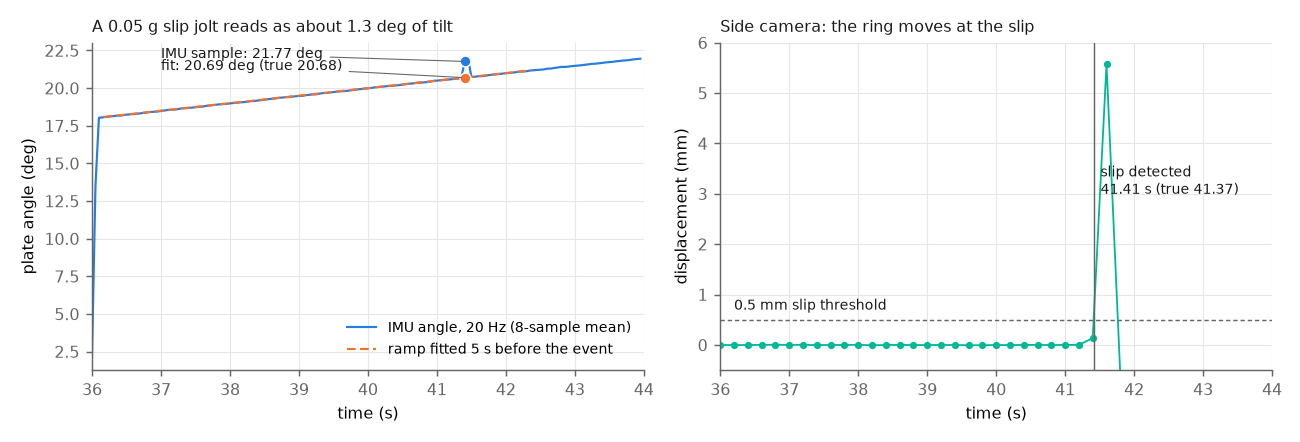 A 0.05 g slip jolt reads as about 1.3 deg of tilt
22.5
20.0
17.5
15.0
12.5
10.0
7.5
5.0
2.5
plate angle (deg)
IMU sample: 21.77 deg
fit: 20.69 deg (true 20.68)
IMU angle, 20 Hz (8-sample mean)
ramp fitted 5 s before the event
36 37 38 39 40 41 42 43 44
time (s)
Side camera: the ring moves at the slip
6
5
4
3
2
1
0
displacement (mm)
slip detected
41.41 s (true 41.37)
0.5 mm slip threshold
36 37 38 39 40 41 42 43 44
time (s)